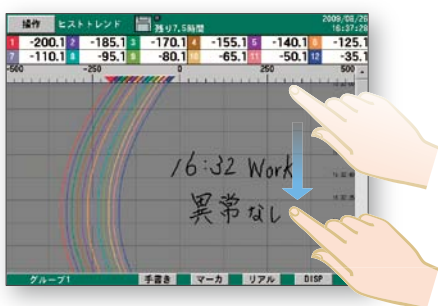 操作 ヒストトレンド 残り7.5時間 2009/08/26
16:37:28
1 -200.1 2 -185.1 3 -170.1 4 -155.1 5 -140.1 6 -125.1
7 -110.1 8 -95.1 9 -80.1 10 -65.1 11 -50.1 12 -35.1
-500 -250 0 250 500
16:32 Work
異常なし
グループ1 手書き マーカ リアル DISP